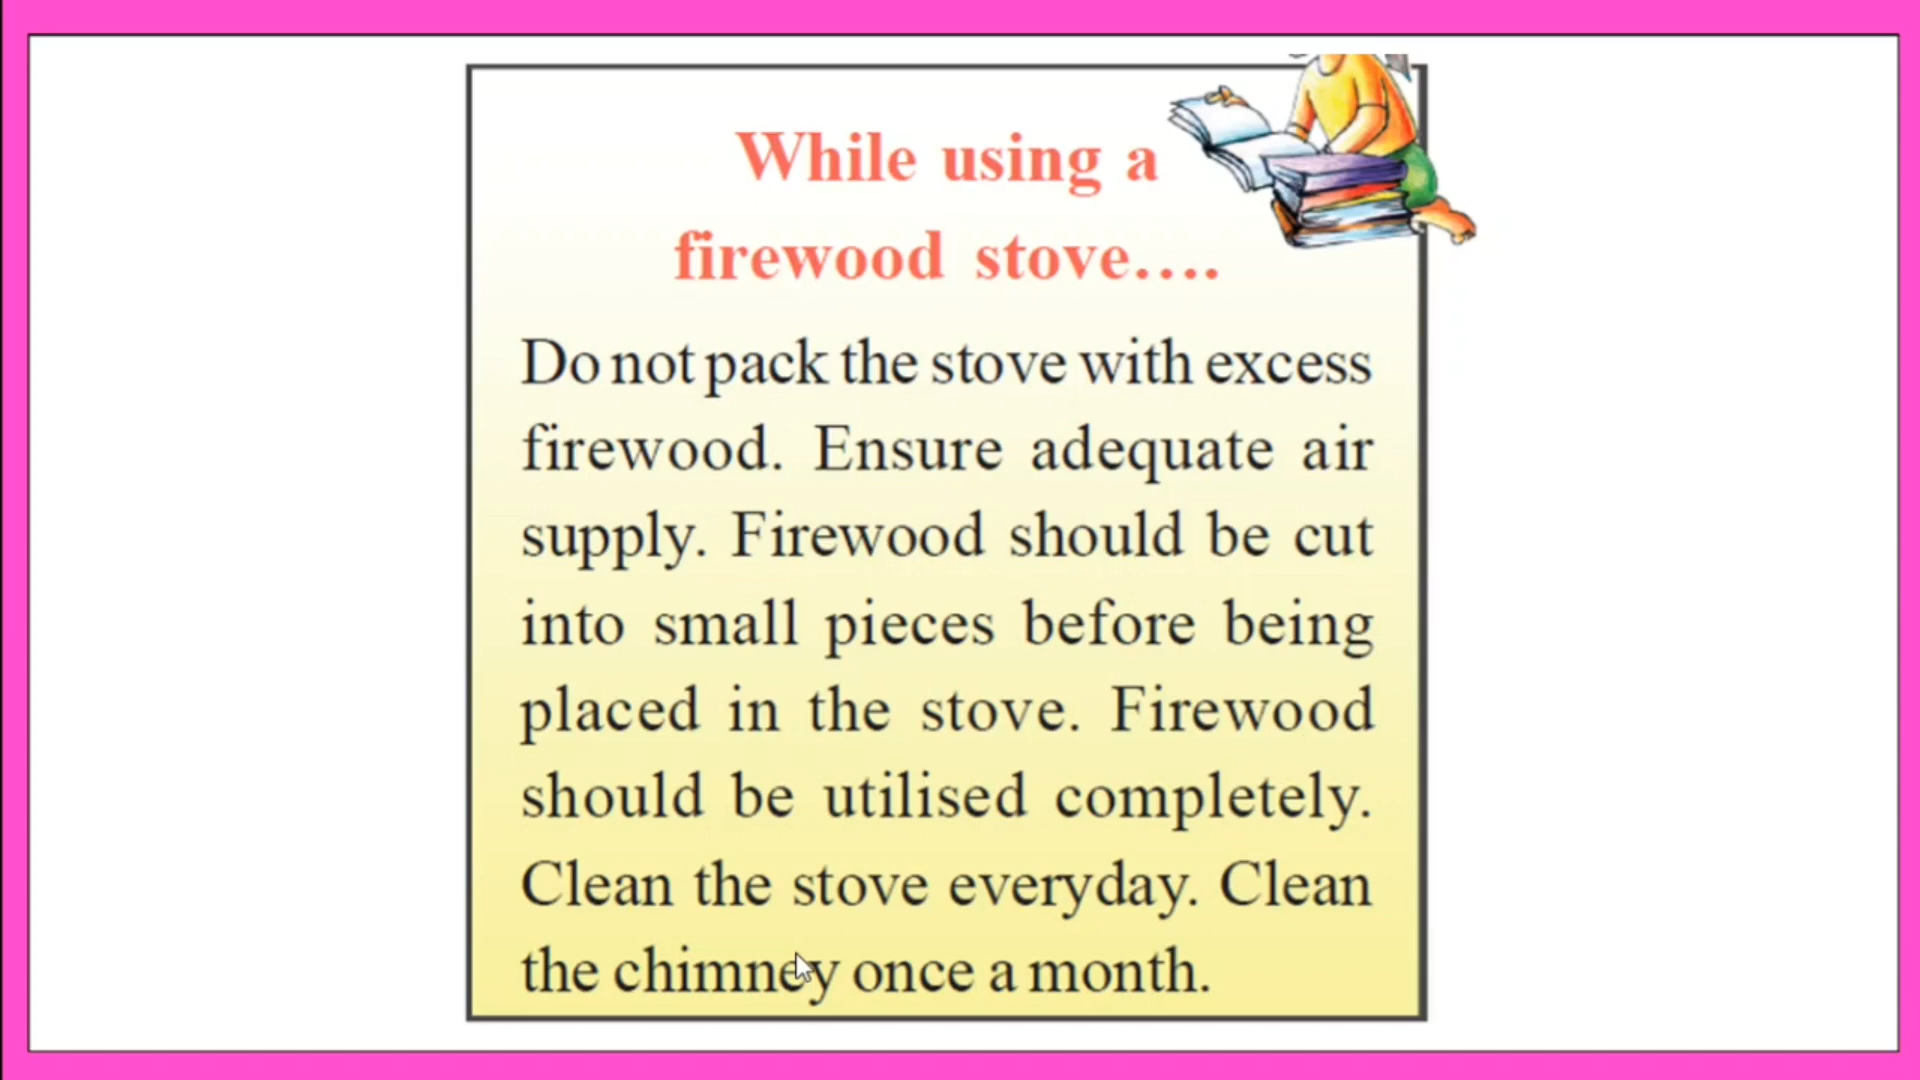 While using a
firewood stove....
Do not pack the stove with excess
firewood. Ensure adequate air
supply. Firewood should be cut
into small pieces before being
placed in the stove. Firewood
should be utilised completely.
Clean the stove everyday. Clean
the chimney once a month.